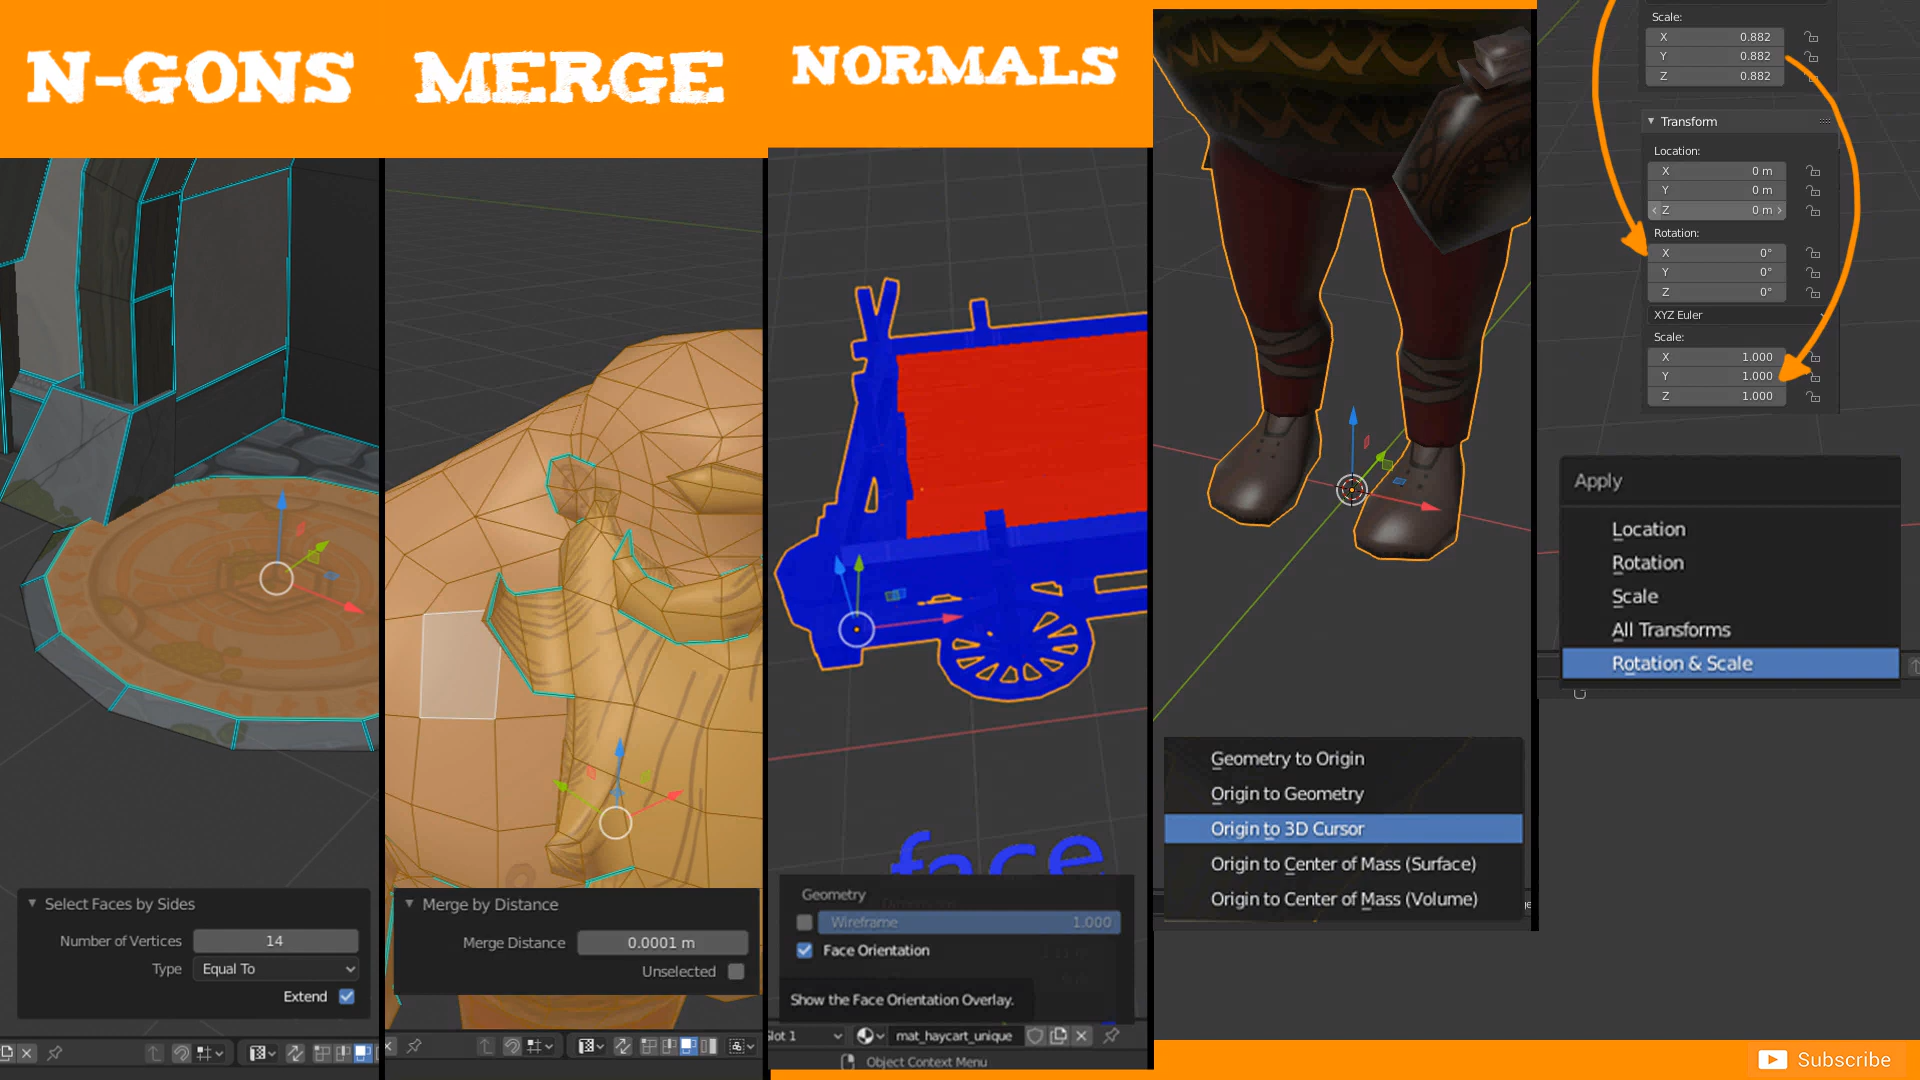 N-GONS
MERGE
NORMALS
Select Faces by Sides
Number of Vertices 14
Type Equal To
Extend
Merge by Distance
Merge Distance 0.0001 m
Unselected
face
Geometry
Wireframe 1.000
Face Orientation
Show the Face Orientation Overlay.
lot 1 mat_haycart_unique
Object Context Menu
Geometry to Origin
Origin to Geometry
Origin to 3D Cursor
Origin to Center of Mass (Surface)
Origin to Center of Mass (Volume)
Scale:
X 0.882
Y 0.882
Z 0.882
Transform
Location:
X 0 m
Y 0 m
Z 0 m
Rotation:
X 0°
Y 0°
Z 0°
XYZ Euler
Scale:
X 1.000
Y 1.000
Z 1.000
Apply
Location
Rotation
Scale
All Transforms
Rotation & Scale
Subscribe